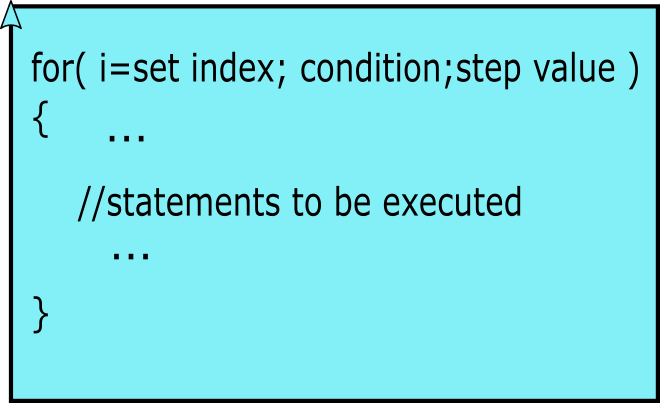 for( i=set index; condition;step value )
{ ...
//statements to be executed
...
}